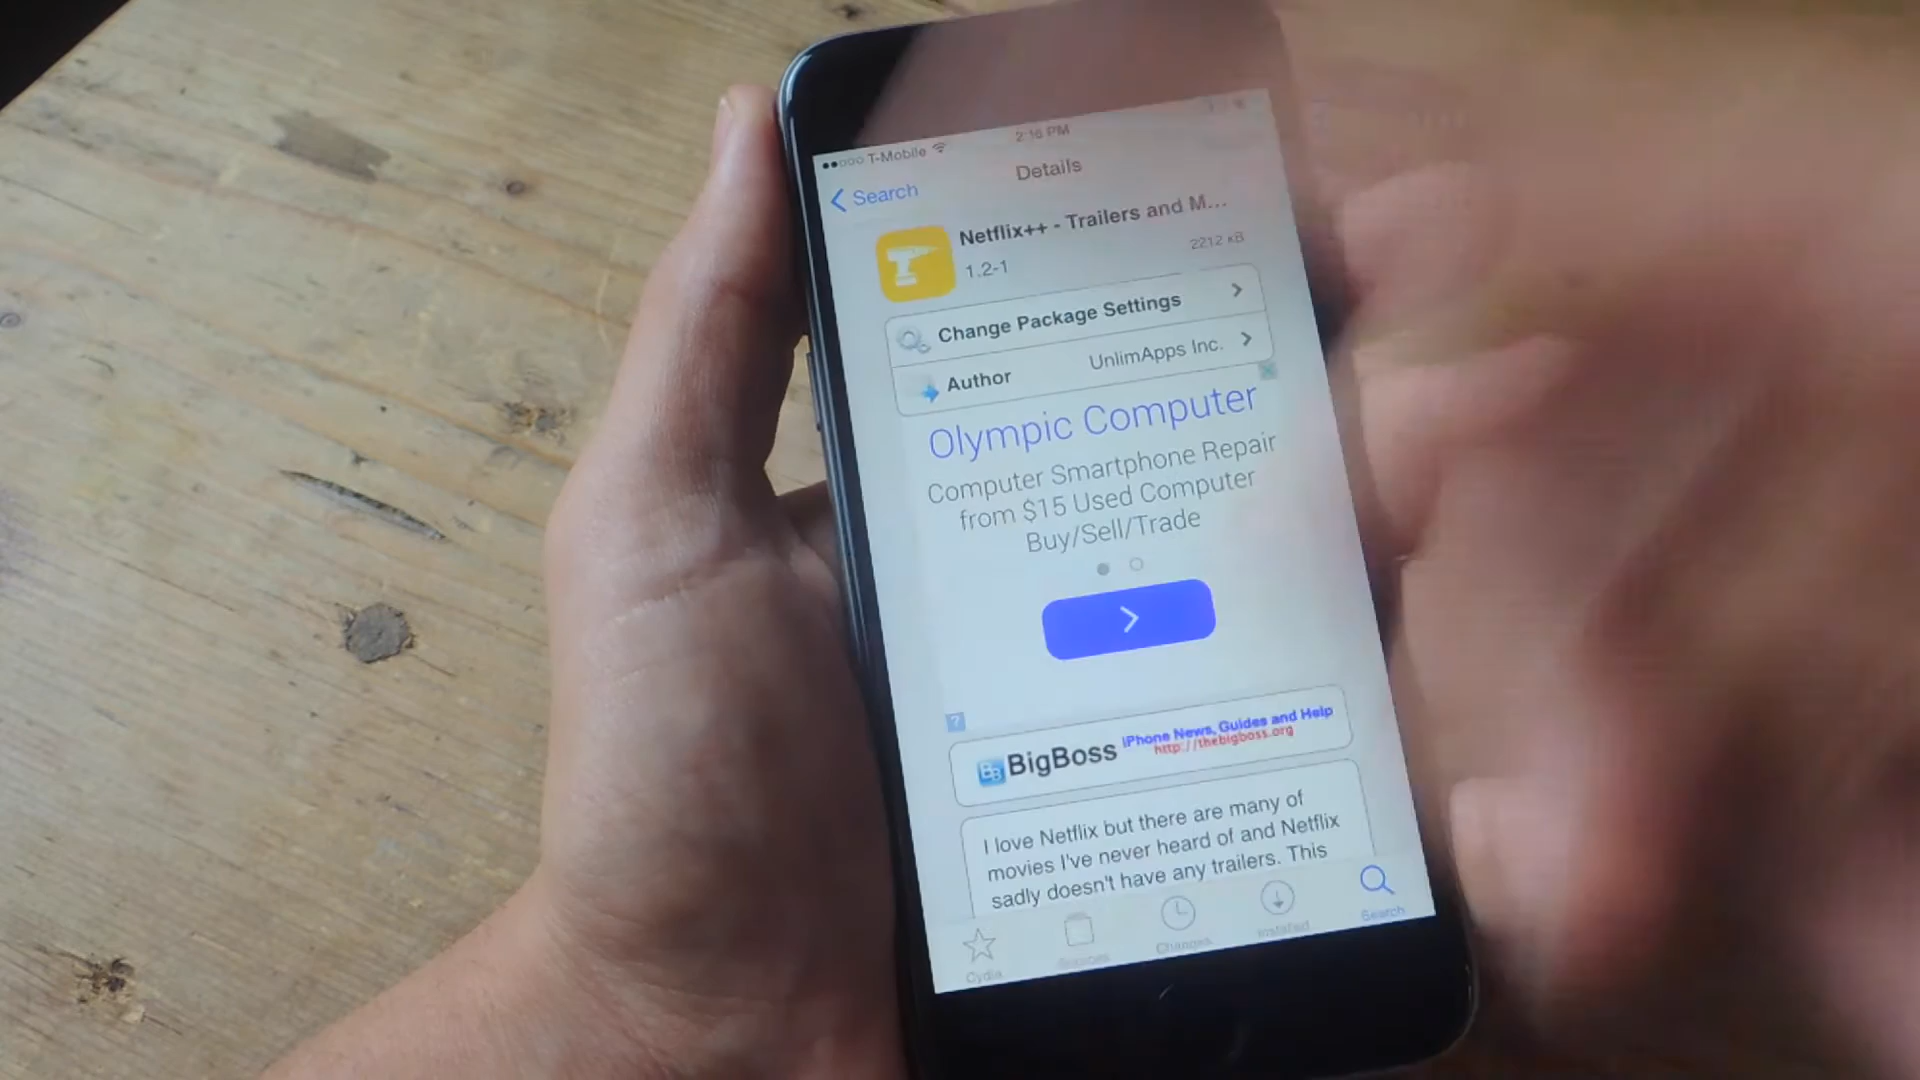 T-Mobile
2:16 PM
Search
Details
Netflix++ - Trailers and M...
1.2-1
2212 kB
Change Package Settings
Author
UnlimApps Inc.
Olympic Computer
Computer Smartphone Repair
from $15 Used Computer
Buy/Sell/Trade
?
BB
BigBoss
iPhone News, Guides and Help
http://thebigboss.org
I love Netflix but there are many of
movies I've never heard of and Netflix
sadly doesn't have any trailers. This
Cydia
Sources
Changes
Installed
Search